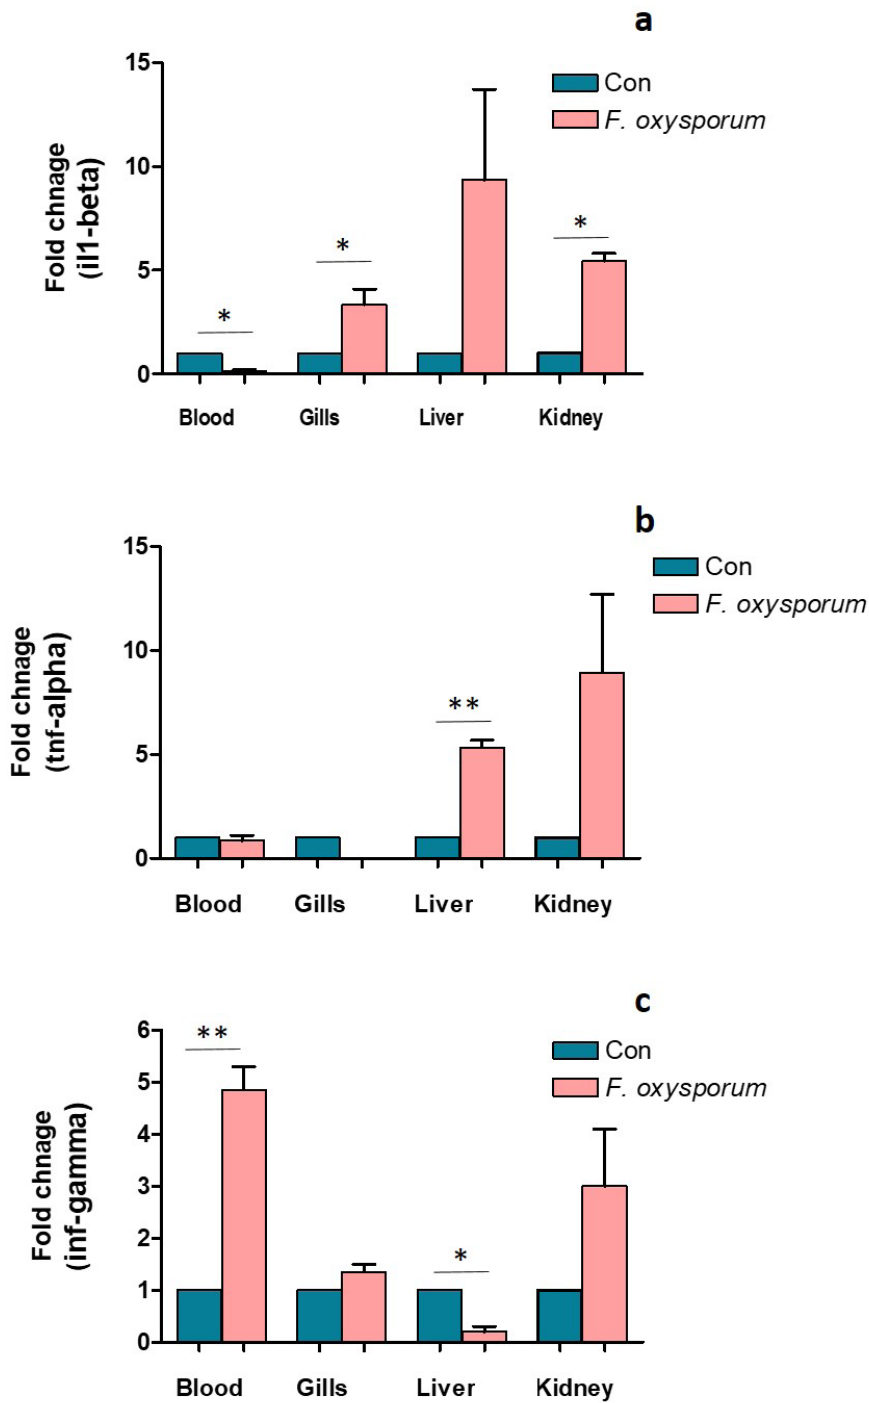 a
15
10
5
0
Fold chnage
(il1-beta)
Con
F. oxysporum
*
*
*
Blood Gills Liver Kidney
b
15
10
5
0
Fold chnage
(tnf-alpha)
Con
F. oxysporum
**
Blood Gills Liver Kidney
c
6
5
4
3
2
1
0
Fold chnage
(inf-gamma)
Con
F. oxysporum
**
*
Blood Gills Liver Kidney